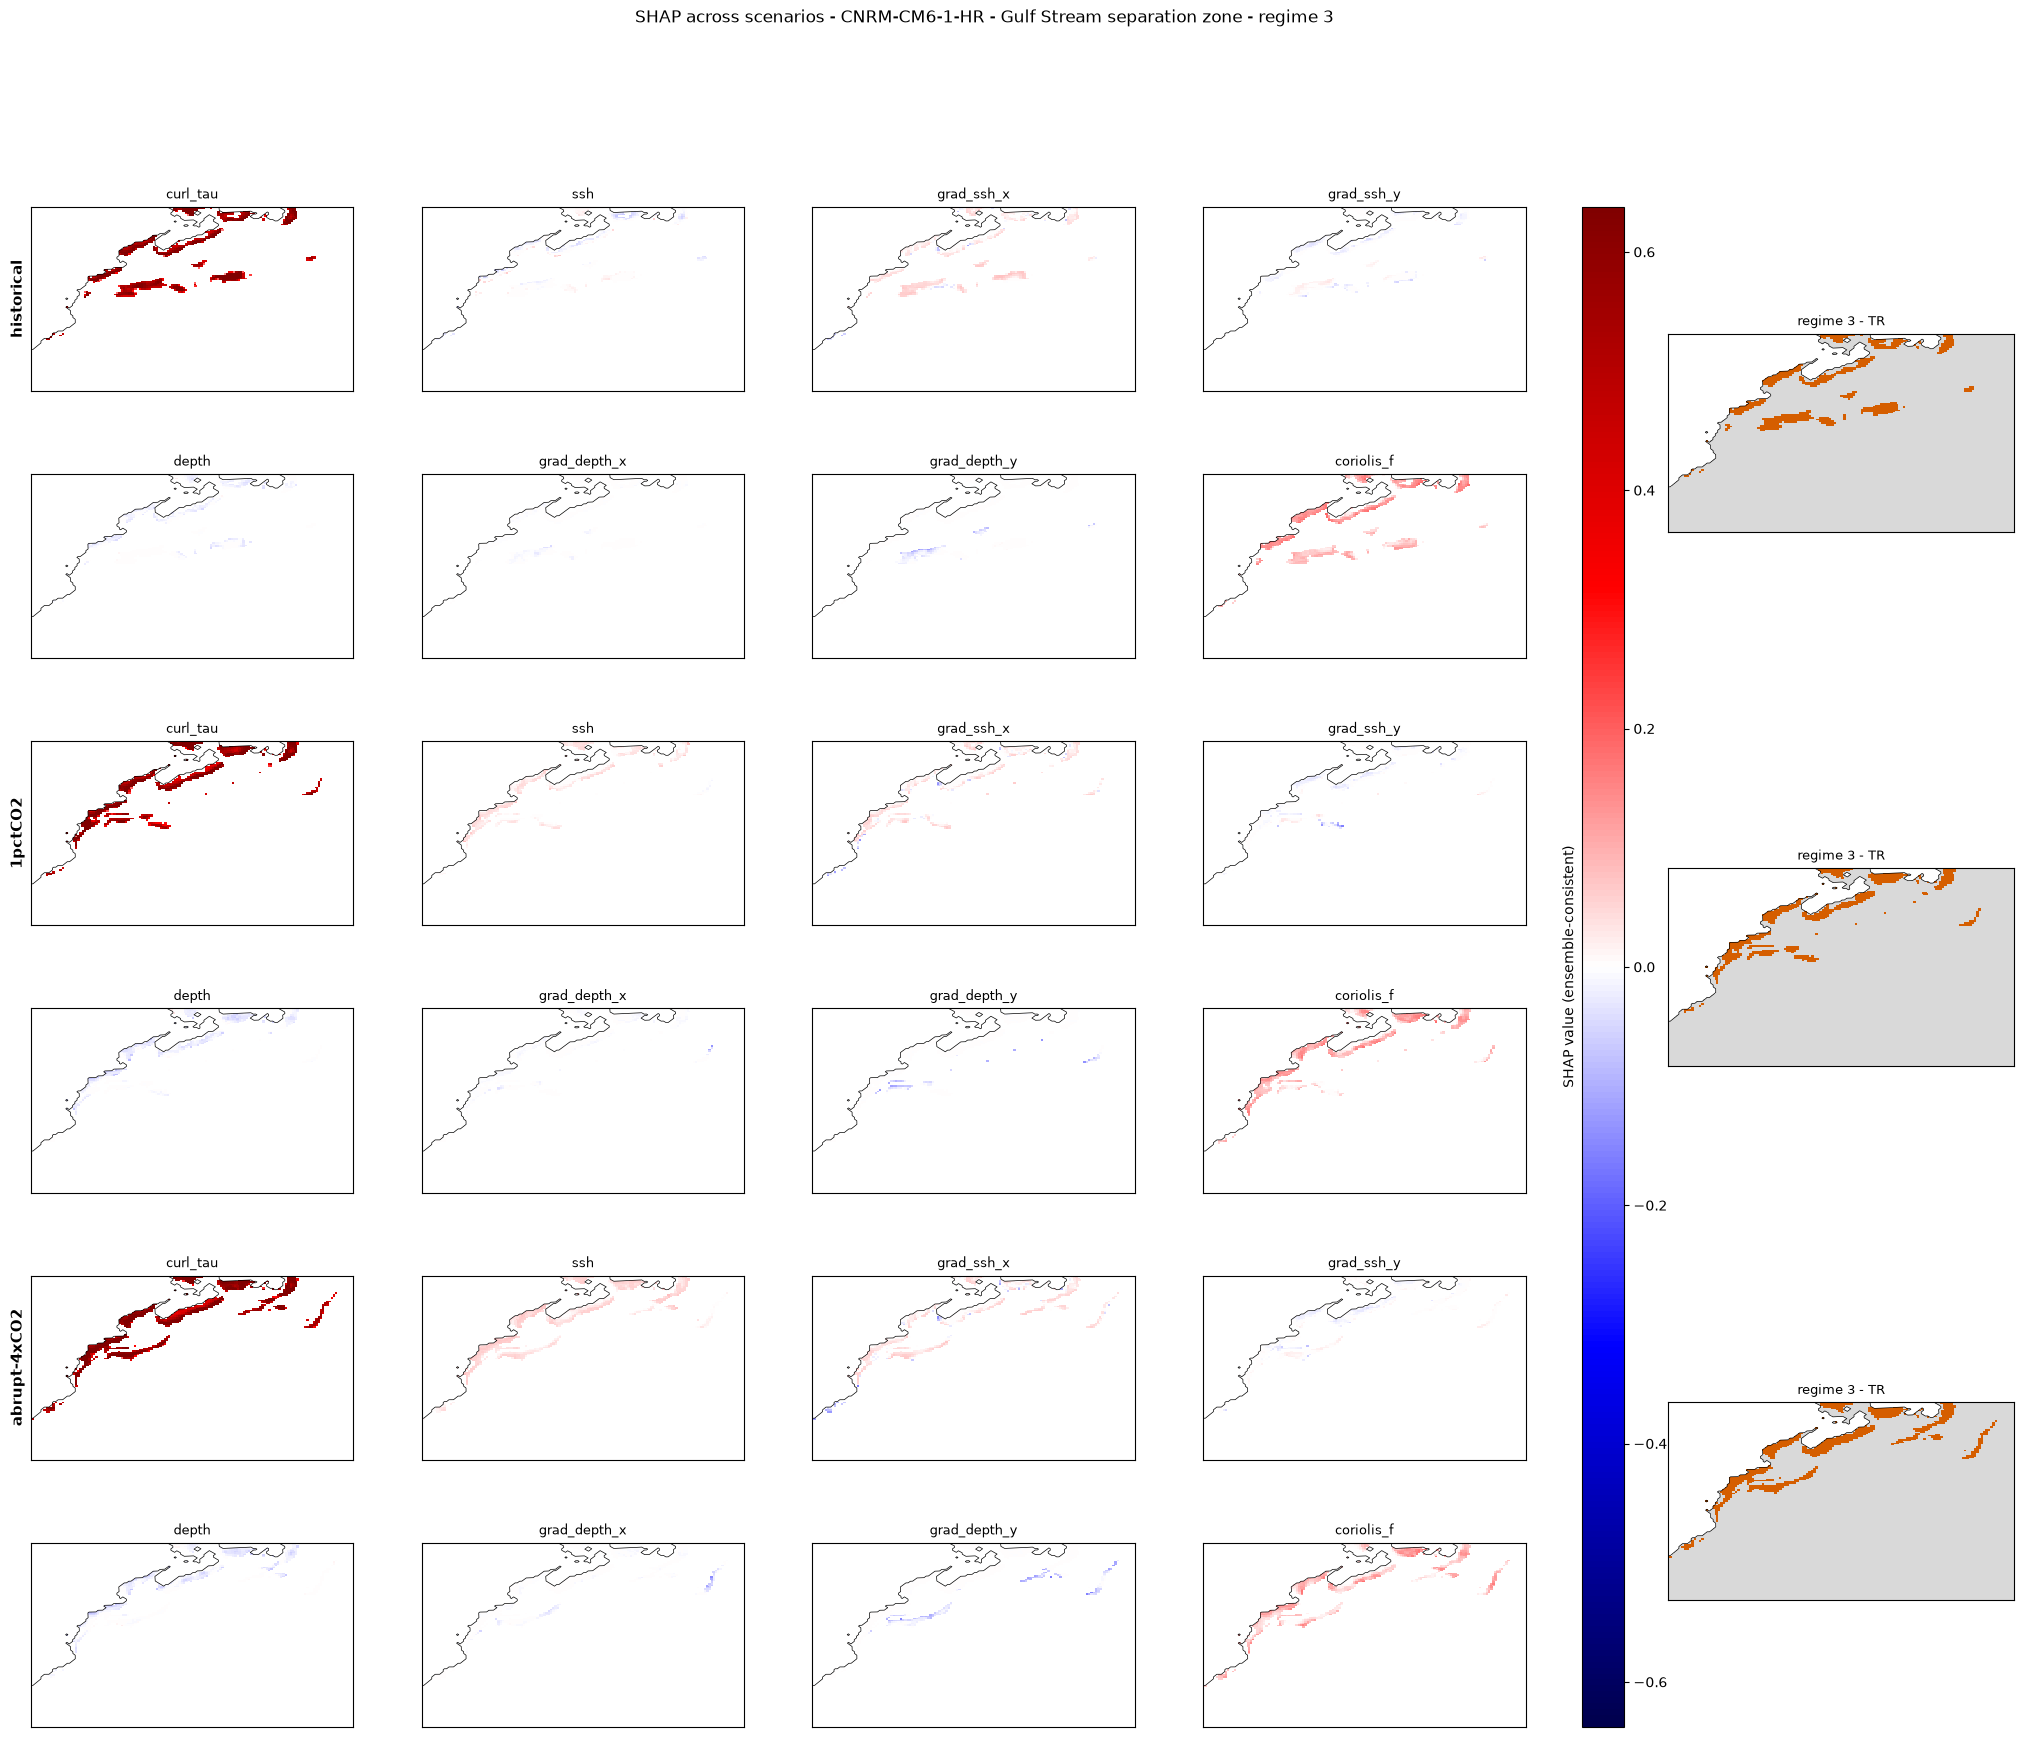 SHAP across scenarios - CNRM-CM6-1-HR - Gulf Stream separation zone - regime 3
curl_tau
ssh
grad_ssh_x
grad_ssh_y
historical
depth
grad_depth_x
grad_depth_y
coriolis_f
curl_tau
ssh
grad_ssh_x
grad_ssh_y
1pctCO2
depth
grad_depth_x
grad_depth_y
coriolis_f
curl_tau
ssh
grad_ssh_x
grad_ssh_y
abrupt-4xCO2
depth
grad_depth_x
grad_depth_y
coriolis_f
SHAP value (ensemble-consistent)
0.6
0.4
0.2
0.0
−0.2
−0.4
−0.6
regime 3 - TR
regime 3 - TR
regime 3 - TR